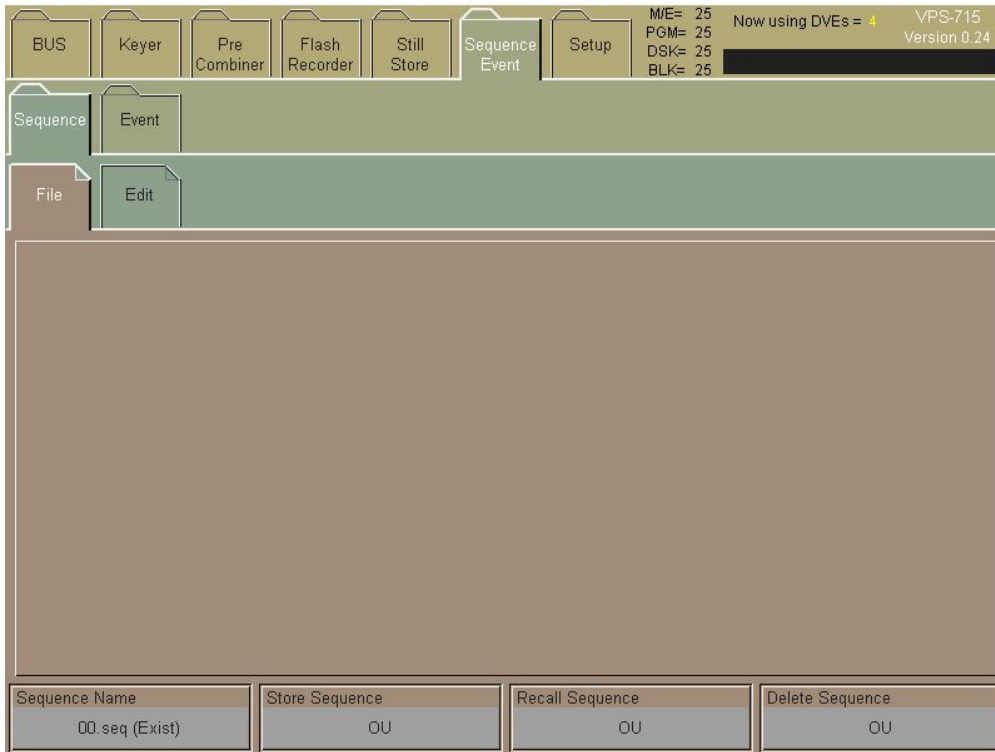 BUS
Keyer
Pre
Combiner
Flash
Recorder
Still
Store
Sequence
Event
Setup
M/E= 25
PGM= 25
DSK= 25
BLK= 25
Now using DVEs = 4
VPS-715
Version 0.24
Sequence
Event
File
Edit
Sequence Name
00.seq (Exist)
Store Sequence
OU
Recall Sequence
OU
Delete Sequence
OU